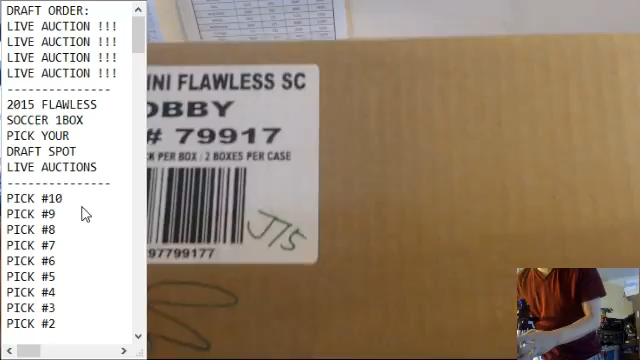 DRAFT ORDER:
LIVE AUCTION !!!
LIVE AUCTION !!!
LIVE AUCTION !!!
LIVE AUCTION !!!
----------------
2015 FLAWLESS
SOCCER 1BOX
PICK YOUR
DRAFT SPOT
LIVE AUCTIONS
----------------
PICK #10
PICK #9
PICK #8
PICK #7
PICK #6
PICK #5
PICK #4
PICK #3
PICK #2
INI FLAWLESS SC
OBBY
# 79917
CK PER BOX / 2 BOXES PER CASE
97799177
J75